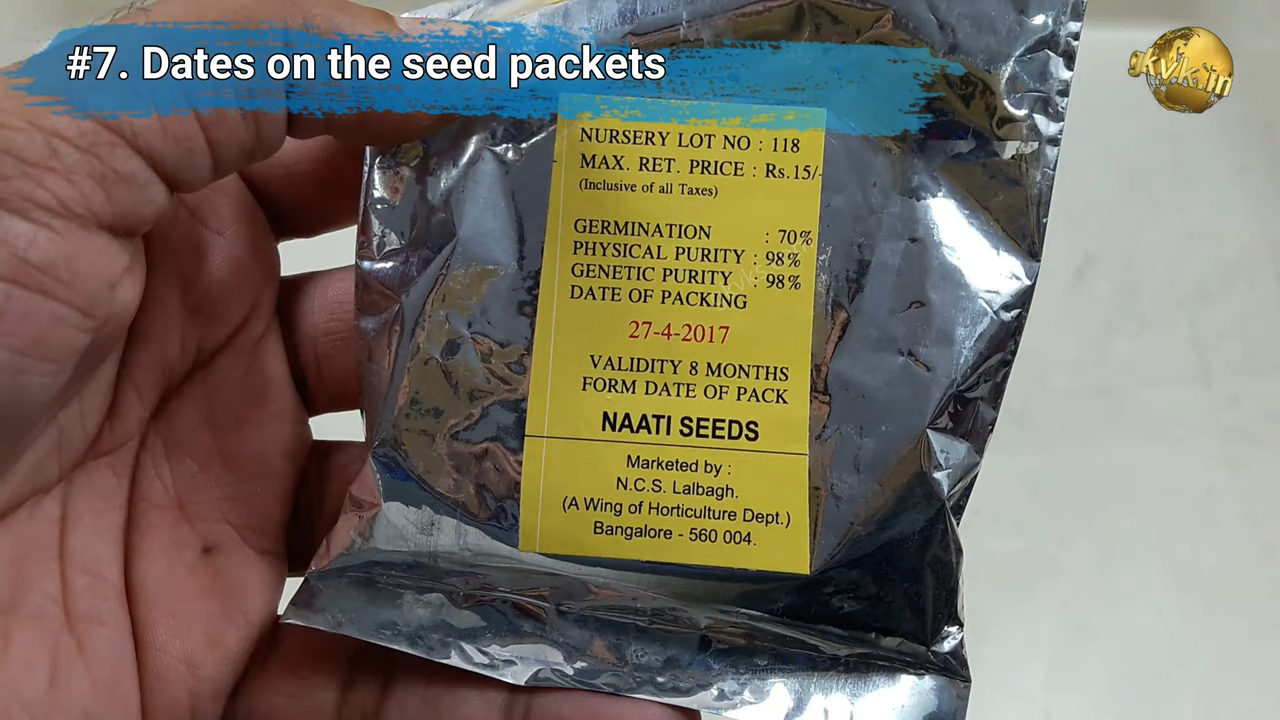 #7. Dates on the seed packets
gkvk.in
NURSERY LOT NO : 118
MAX. RET. PRICE : Rs.15/-
(Inclusive of all Taxes)
GERMINATION : 70%
PHYSICAL PURITY : 98%
GENETIC PURITY : 98%
DATE OF PACKING
27-4-2017
VALIDITY 8 MONTHS
FORM DATE OF PACK
NAATI SEEDS
Marketed by :
N.C.S. Lalbagh.
(A Wing of Horticulture Dept.)
Bangalore - 560 004.